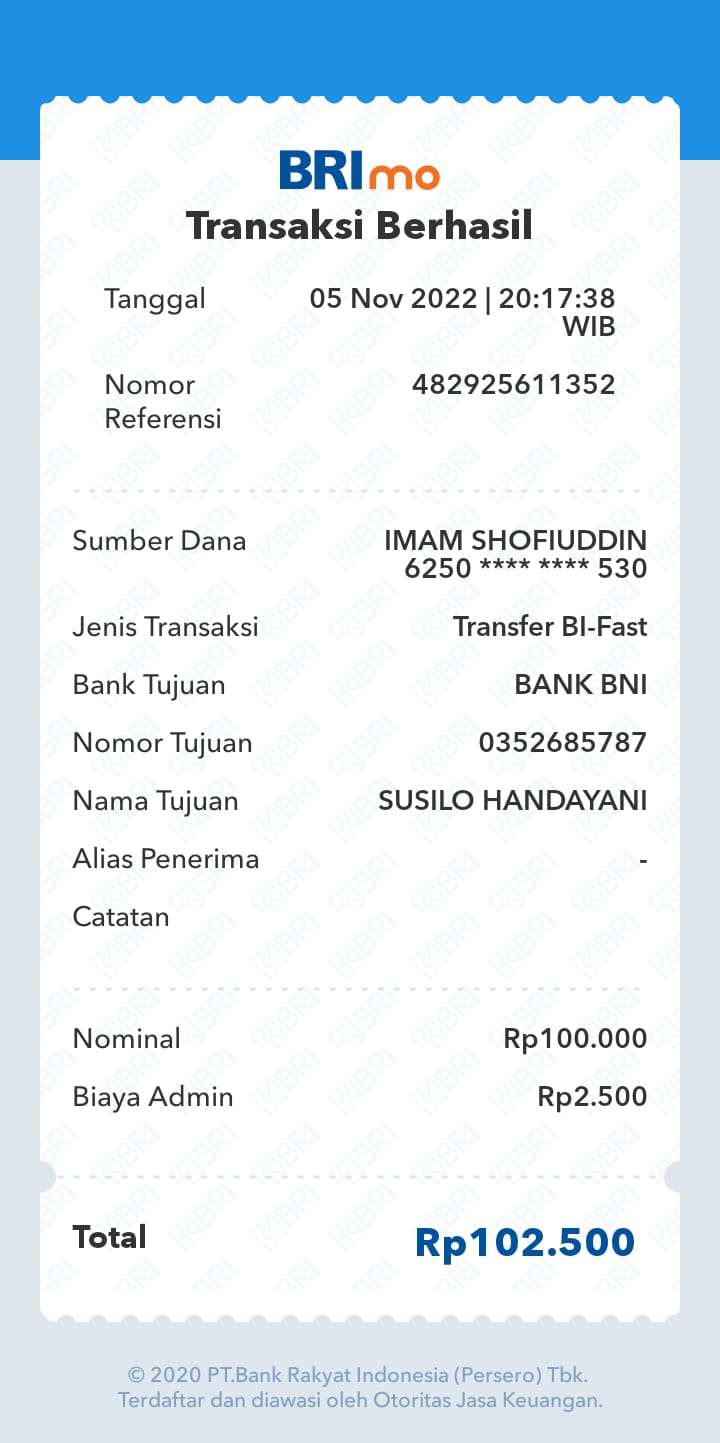 BRImo
Transaksi Berhasil
Tanggal 05 Nov 2022 | 20:17:38
WIB
Nomor 482925611352
Referensi
Sumber Dana IMAM SHOFIUDDIN
6250 **** **** 530
Jenis Transaksi Transfer BI-Fast
Bank Tujuan BANK BNI
Nomor Tujuan 0352685787
Nama Tujuan SUSILO HANDAYANI
Alias Penerima -
Catatan
Nominal Rp100.000
Biaya Admin Rp2.500
Total Rp102.500
© 2020 PT.Bank Rakyat Indonesia (Persero) Tbk.
Terdaftar dan diawasi oleh Otoritas Jasa Keuangan.